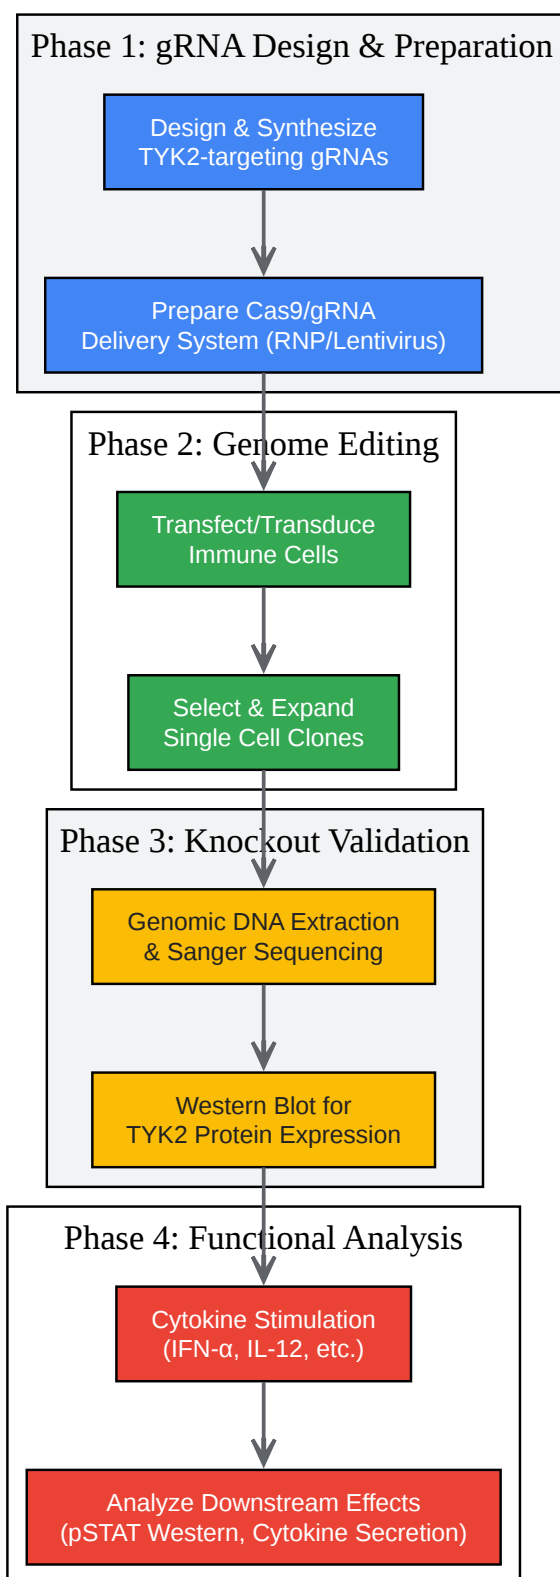 Phase 1: gRNA Design & Preparation
Design & Synthesize
TYK2-targeting gRNAs
Prepare Cas9/gRNA
Delivery System (RNP/Lentivirus)
Phase 2: Genome Editing
Transfect/Transduce
Immune Cells
Select & Expand
Single Cell Clones
Phase 3: Knockout Validation
Genomic DNA Extraction
& Sanger Sequencing
Western Blot for
TYK2 Protein Expression
Phase 4: Functional Analysis
Cytokine Stimulation
(IFN-α, IL-12, etc.)
Analyze Downstream Effects
(pSTAT Western, Cytokine Secretion)